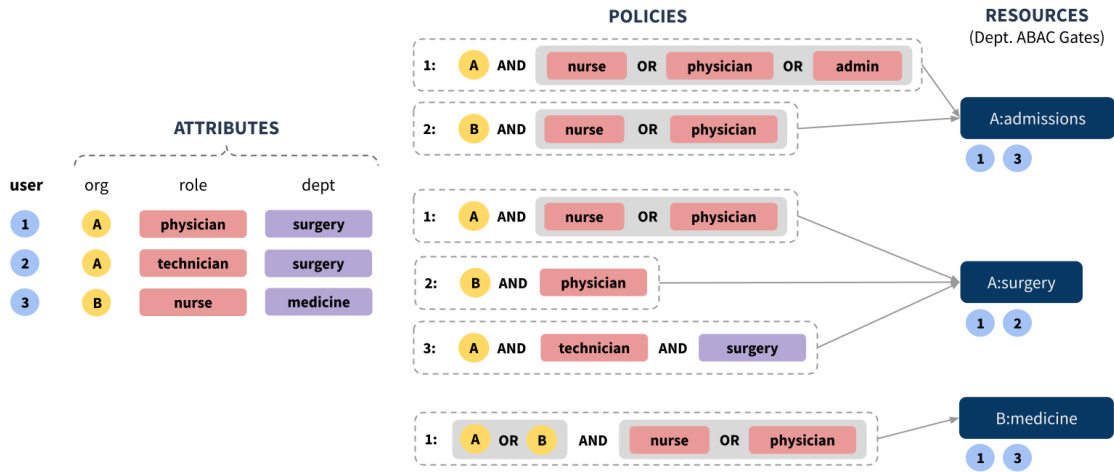 POLICIES
RESOURCES
(Dept. ABAC Gates)
1: A AND nurse OR physician OR admin
2: B AND nurse OR physician
A:admissions
1 3
ATTRIBUTES
user org role dept
1 A physician surgery
2 A technician surgery
3 B nurse medicine
1: A AND nurse OR physician
2: B AND physician
3: A AND technician AND surgery
A:surgery
1 2
1: A OR B AND nurse OR physician
B:medicine
1 3